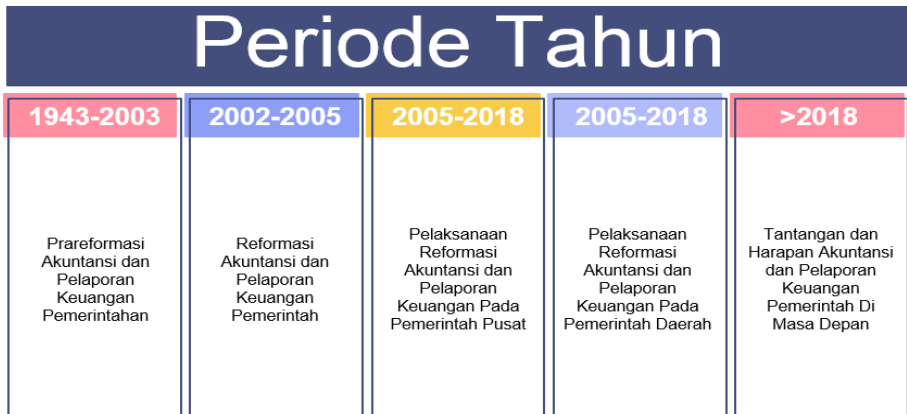 Periode Tahun
1943-2003
Prareformasi
Akuntansi dan
Pelaporan
Keuangan
Pemerintahan
2002-2005
Reformasi
Akuntansi dan
Pelaporan
Keuangan
Pemerintah
2005-2018
Pelaksanaan
Reformasi
Akuntansi dan
Pelaporan
Keuangan Pada
Pemerintah Pusat
2005-2018
Pelaksanaan
Reformasi
Akuntansi dan
Pelaporan
Keuangan Pada
Pemerintah Daerah
>2018
Tantangan dan
Harapan Akuntansi
dan Pelaporan
Keuangan
Pemerintah Di
Masa Depan